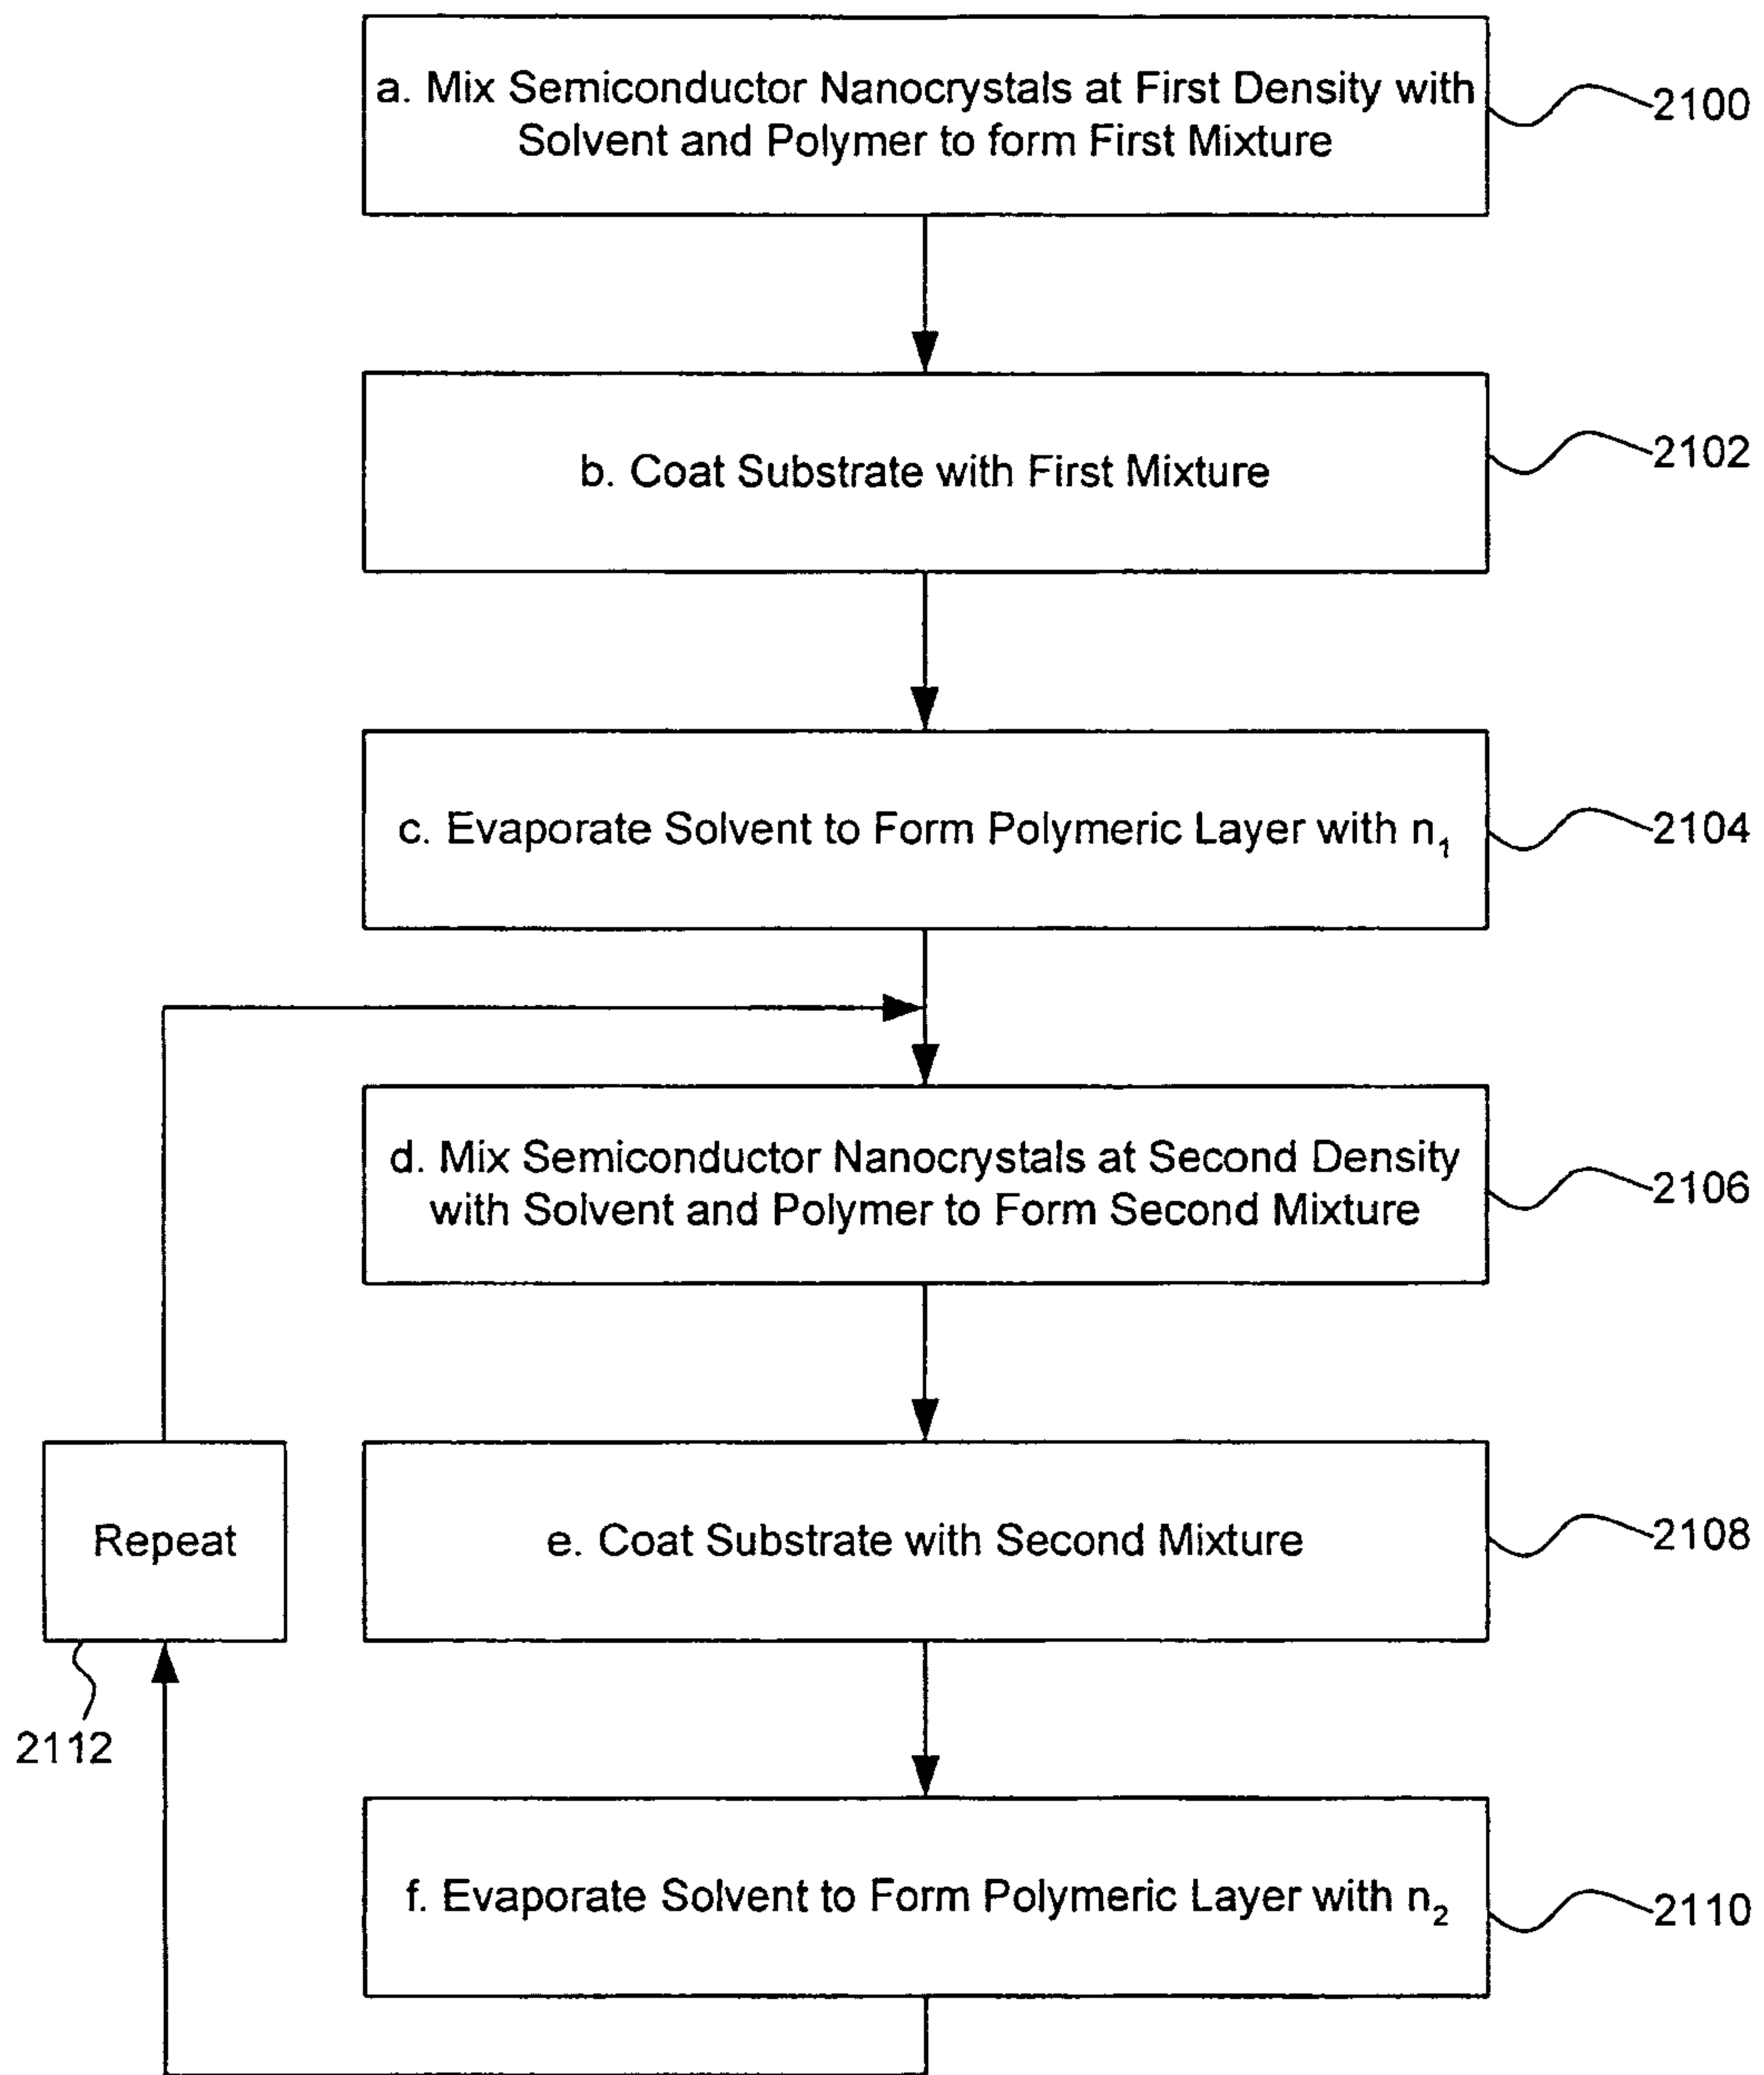 a. Mix Semiconductor Nanocrystals at First Density with
Solvent and Polymer to form First Mixture
2100
b. Coat Substrate with First Mixture
2102
c. Evaporate Solvent to Form Polymeric Layer with n₁
2104
d. Mix Semiconductor Nanocrystals at Second Density
with Solvent and Polymer to Form Second Mixture
2106
Repeat
2112
e. Coat Substrate with Second Mixture
2108
f. Evaporate Solvent to Form Polymeric Layer with n₂
2110